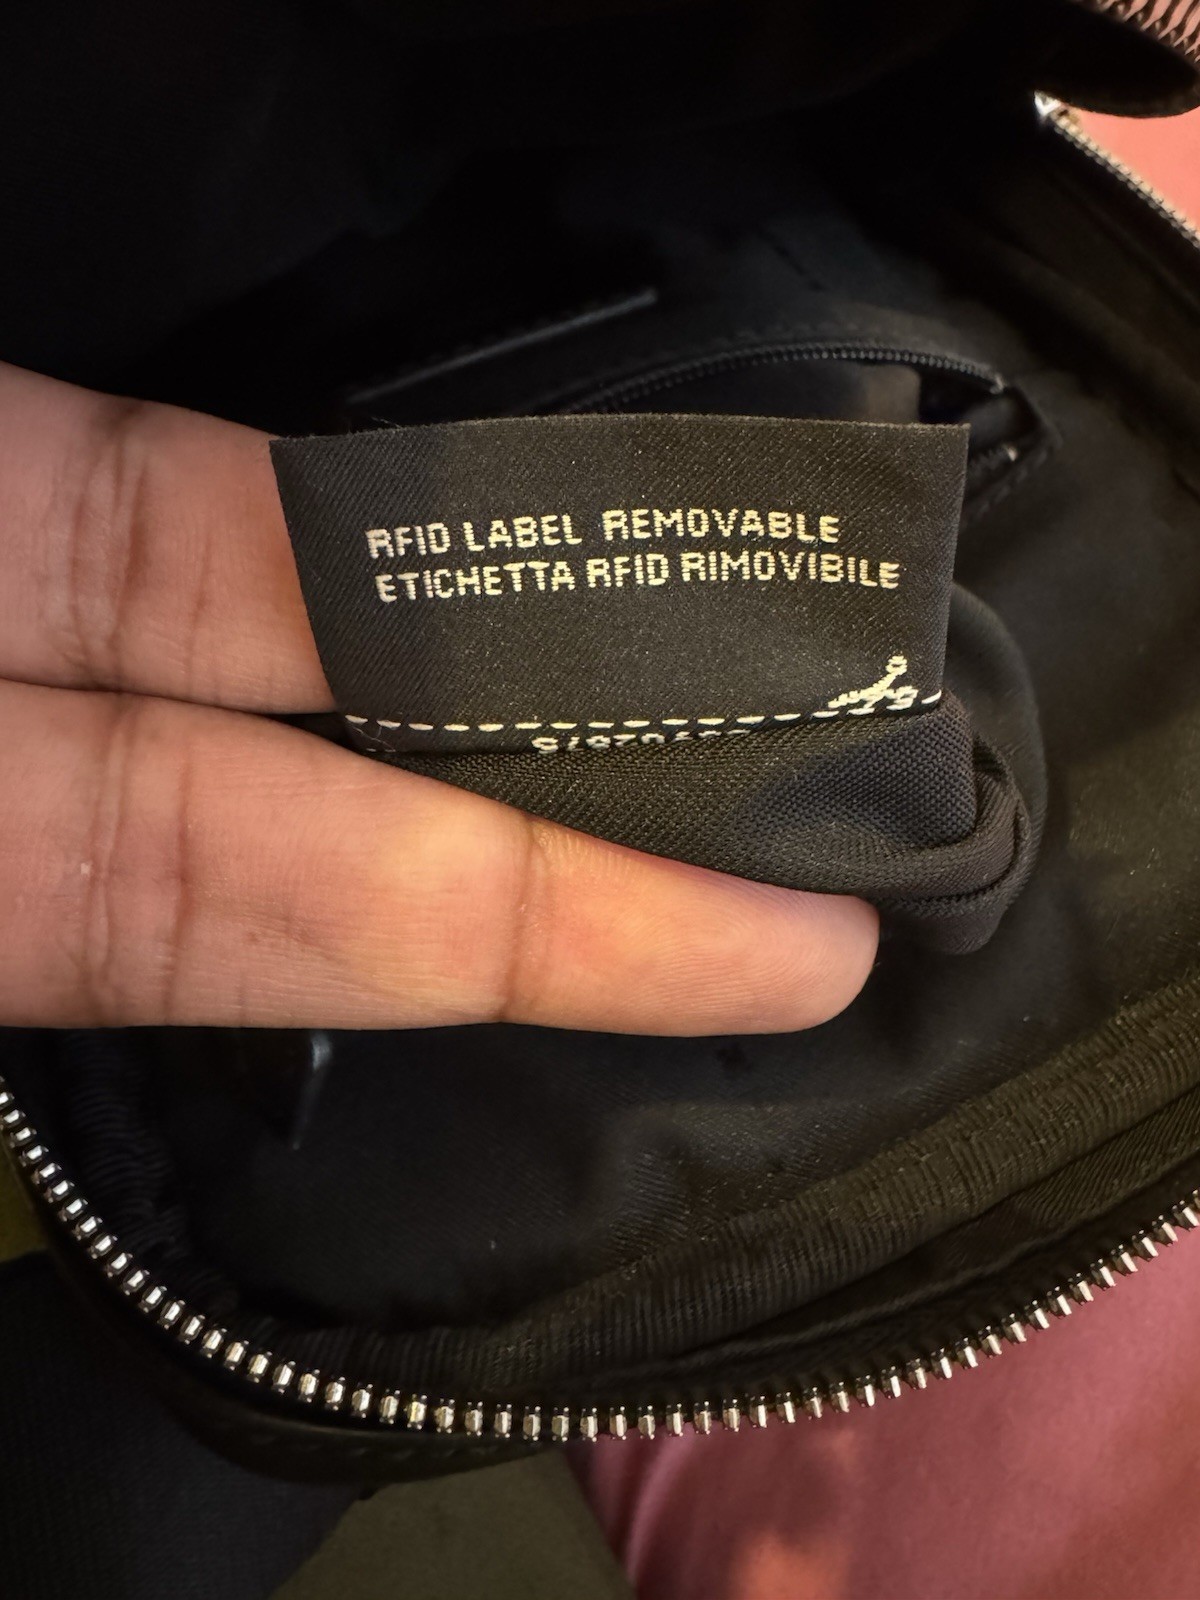 RFID LABEL REMOVABLE
ETICHETTA RFID RIMOVIBILE